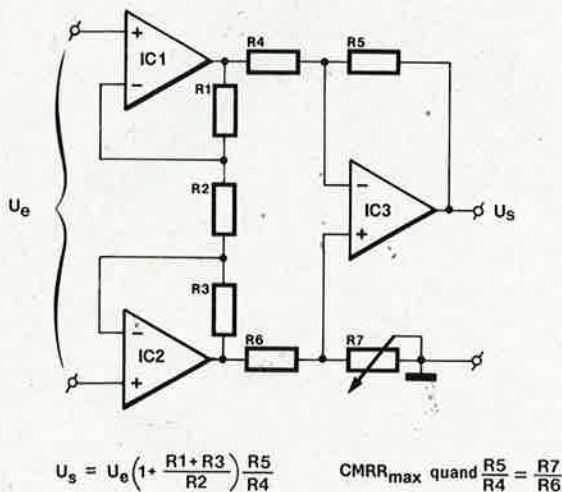 +
IC1
−
R4
R5
R1
R2
Ue
−
IC3
+
Us
R3
−
IC2
+
R6
R7
Us = Ue(1+ (R1+R3)/R2) R5/R4
CMRRmax quand R5/R4 = R7/R6